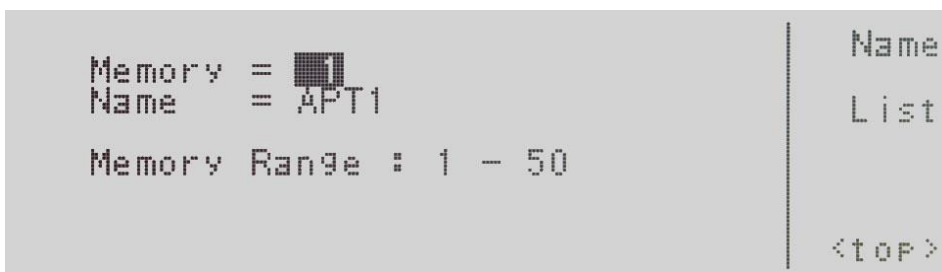 Memory = 1
Name = APT1
Memory Range : 1 - 50
Name
List
<top>